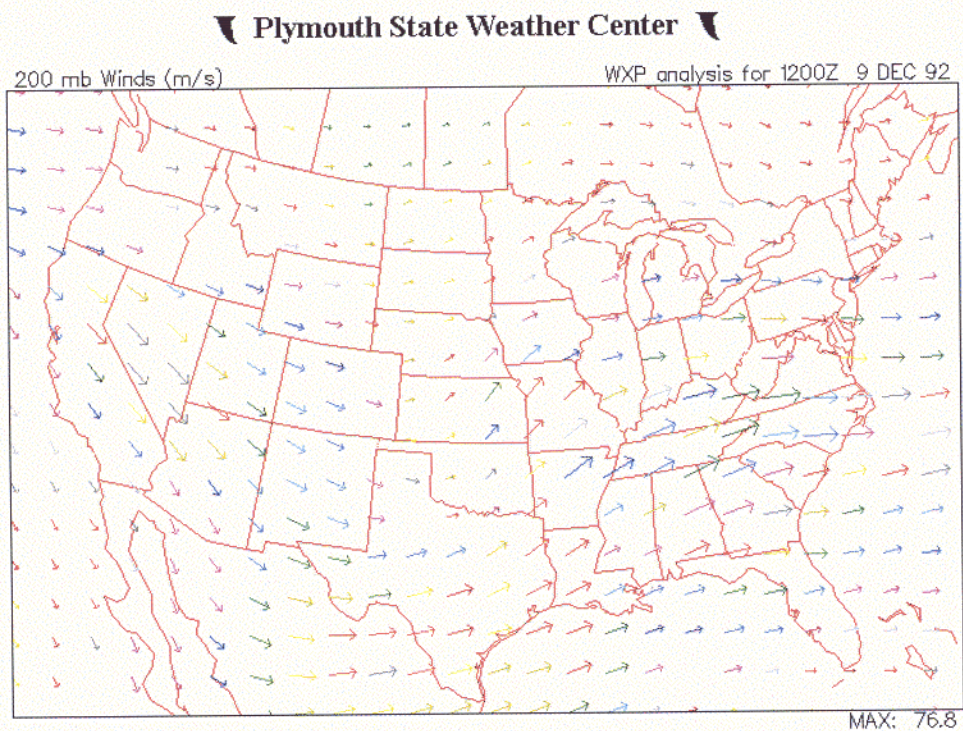 Plymouth State Weather Center
200 mb Winds (m/s)
WXP analysis for 1200Z 9 DEC 92
MAX: 76.8